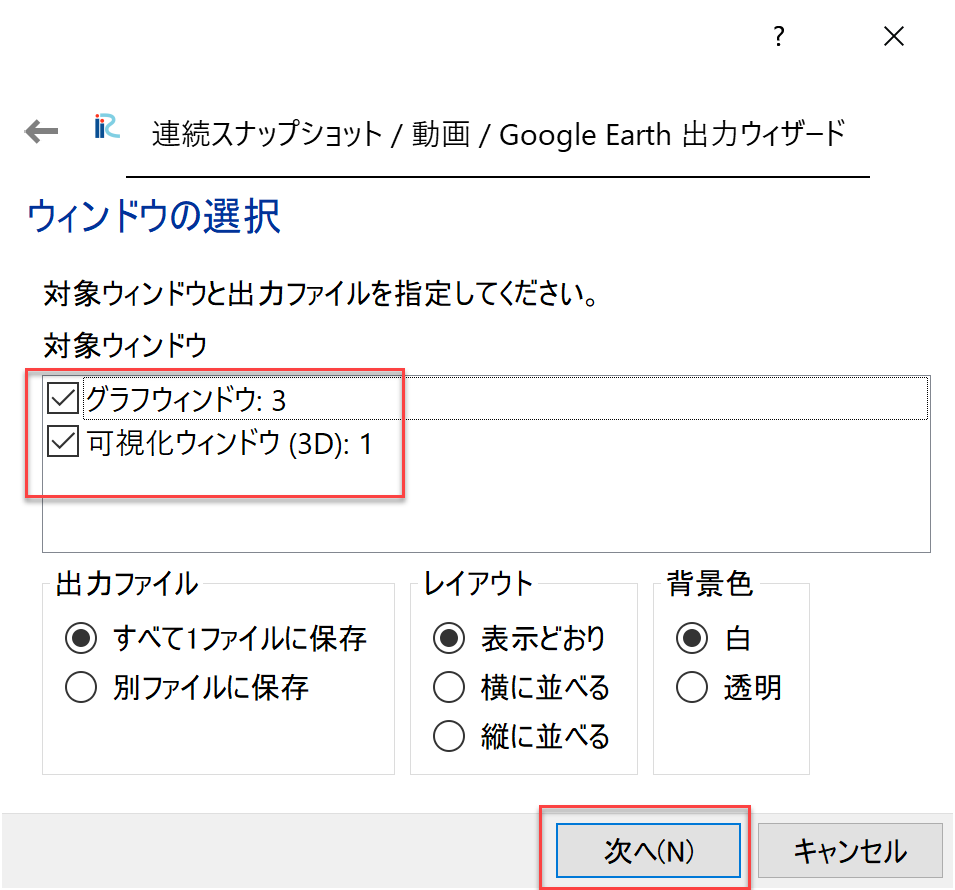 ?
iRC 連続スナップショット / 動画 / Google Earth 出力ウィザード
ウィンドウの選択
対象ウィンドウと出力ファイルを指定してください。
対象ウィンドウ
グラフウィンドウ: 3
可視化ウィンドウ (3D): 1
出力ファイル
すべて1ファイルに保存
別ファイルに保存
レイアウト
表示どおり
横に並べる
縦に並べる
背景色
白
透明
次へ(N)
キャンセル